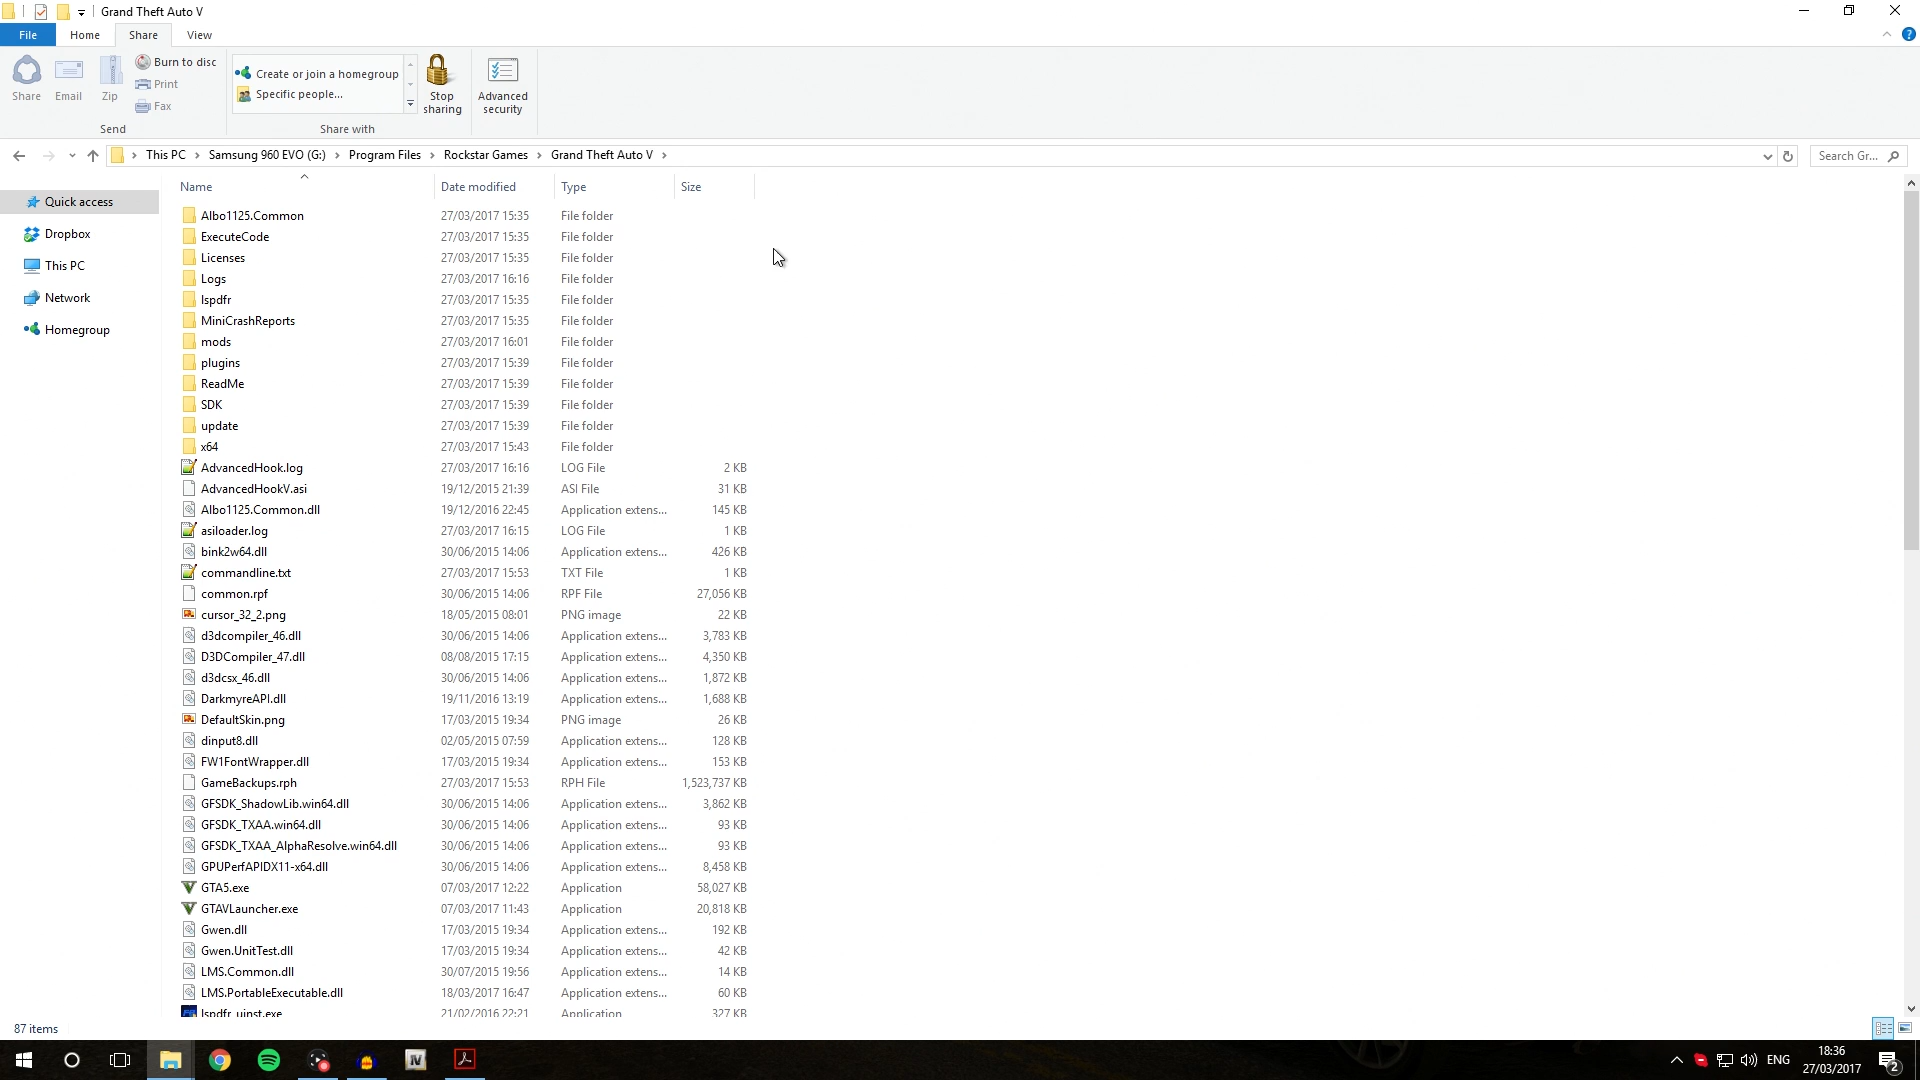 Grand Theft Auto V
File Home Share View
Share Email Zip
Burn to disc
Print
Fax
Send
Create or join a homegroup
Specific people...
Share with
Stop sharing
Advanced security
This PC > Samsung 960 EVO (G:) > Program Files > Rockstar Games > Grand Theft Auto V >
Search Gr...
Quick access
Dropbox
This PC
Network
Homegroup
Name Date modified Type Size
Albo1125.Common 27/03/2017 15:35 File folder
ExecuteCode 27/03/2017 15:35 File folder
Licenses 27/03/2017 15:35 File folder
Logs 27/03/2017 16:16 File folder
lspdfr 27/03/2017 15:35 File folder
MiniCrashReports 27/03/2017 15:35 File folder
mods 27/03/2017 16:01 File folder
plugins 27/03/2017 15:39 File folder
ReadMe 27/03/2017 15:39 File folder
SDK 27/03/2017 15:39 File folder
update 27/03/2017 15:39 File folder
x64 27/03/2017 15:43 File folder
AdvancedHook.log 27/03/2017 16:16 LOG File 2 KB
AdvancedHookV.asi 19/12/2015 21:39 ASI File 31 KB
Albo1125.Common.dll 19/12/2016 22:45 Application extens... 145 KB
asiloader.log 27/03/2017 16:15 LOG File 1 KB
bink2w64.dll 30/06/2015 14:06 Application extens... 426 KB
commandline.txt 27/03/2017 15:53 TXT File 1 KB
common.rpf 30/06/2015 14:06 RPF File 27,056 KB
cursor_32_2.png 18/05/2015 08:01 PNG image 22 KB
d3dcompiler_46.dll 30/06/2015 14:06 Application extens... 3,783 KB
D3DCompiler_47.dll 08/08/2015 17:15 Application extens... 4,350 KB
d3dcsx_46.dll 30/06/2015 14:06 Application extens... 1,872 KB
DarkmyreAPI.dll 19/11/2016 13:19 Application extens... 1,688 KB
DefaultSkin.png 17/03/2015 19:34 PNG image 26 KB
dinput8.dll 02/05/2015 07:59 Application extens... 128 KB
FW1FontWrapper.dll 17/03/2015 19:34 Application extens... 153 KB
GameBackups.rph 27/03/2017 15:53 RPH File 1,523,737 KB
GFSDK_ShadowLib.win64.dll 30/06/2015 14:06 Application extens... 3,862 KB
GFSDK_TXAA.win64.dll 30/06/2015 14:06 Application extens... 93 KB
GFSDK_TXAA_AlphaResolve.win64.dll 30/06/2015 14:06 Application extens... 93 KB
GPUPerfAPIDX11-x64.dll 30/06/2015 14:06 Application extens... 8,458 KB
GTA5.exe 07/03/2017 12:22 Application 58,027 KB
GTAVLauncher.exe 07/03/2017 11:43 Application 20,818 KB
Gwen.dll 17/03/2015 19:34 Application extens... 192 KB
Gwen.UnitTest.dll 17/03/2015 19:34 Application extens... 42 KB
LMS.Common.dll 30/07/2015 19:56 Application extens... 14 KB
LMS.PortableExecutable.dll 18/03/2017 16:47 Application extens... 60 KB
lspdfr_uinst.exe 21/02/2016 22:21 Application 327 KB
87 items
IV
ENG
18:36
27/03/2017
2